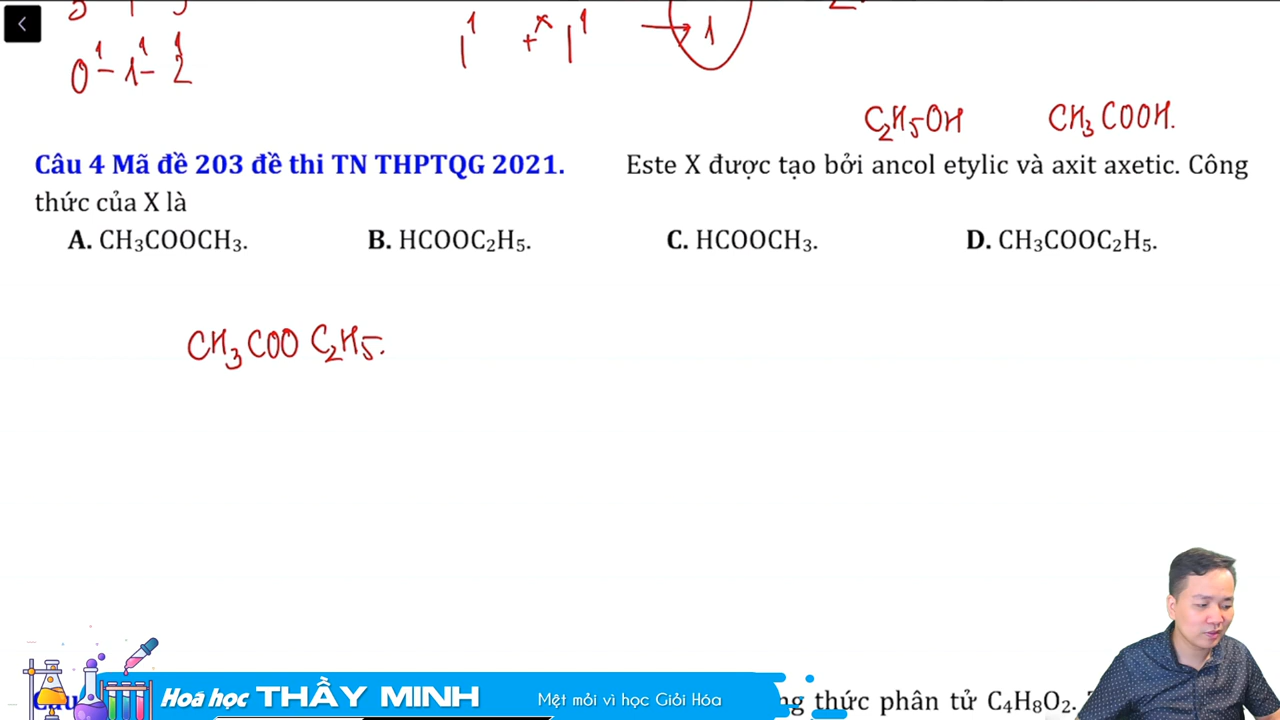 0 - 1 - 2
C₂H₅OH CH₃COOH.
Câu 4 Mã đề 203 đề thi TN THPTQG 2021. Este X được tạo bởi ancol etylic và axit axetic. Công
thức của X là
A. CH₃COOCH₃. B. HCOOC₂H₅. C. HCOOCH₃. D. CH₃COOC₂H₅.
CH₃COOC₂H₅.
Hoá học THẦY MINH Mệt mỏi vì học Giỏi Hóa
thức phân tử C₄H₈O₂.